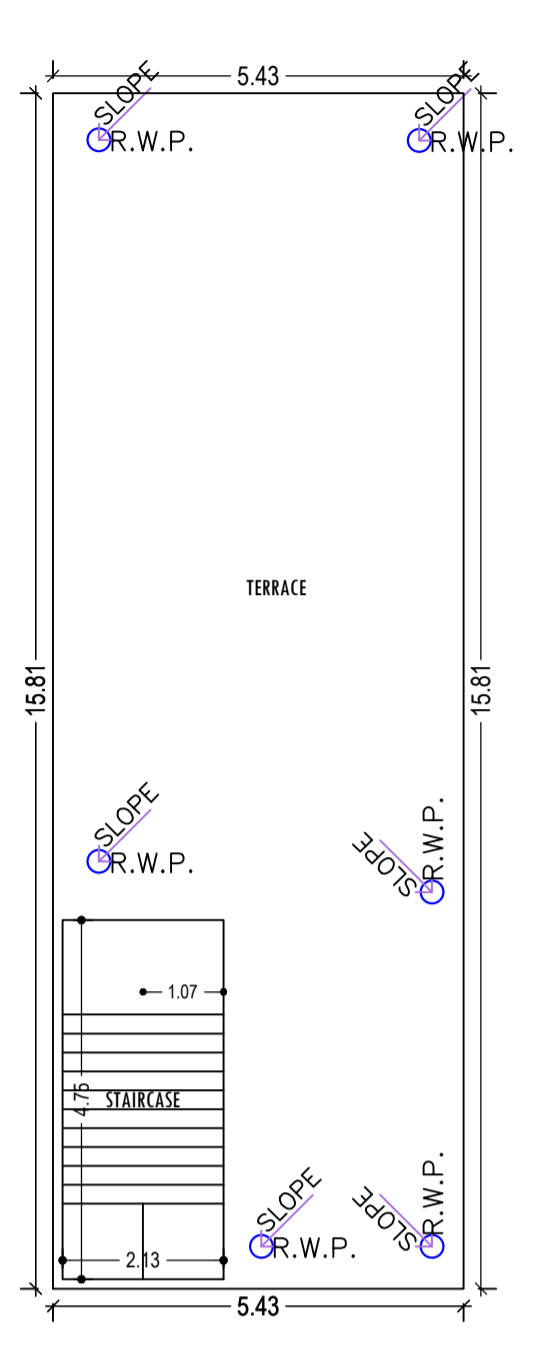 5.43
SLOPE
R.W.P.
SLOPE
R.W.P.
TERRACE
15.81
15.81
SLOPE
R.W.P.
SLOPE
R.W.P.
1.07
4.75
STAIRCASE
SLOPE
R.W.P.
SLOPE
R.W.P.
2.13
5.43